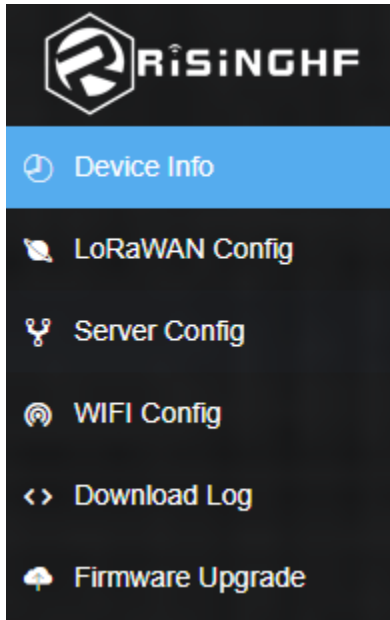 RiSiNGHF
Device Info
LoRaWAN Config
Server Config
WIFI Config
Download Log
Firmware Upgrade